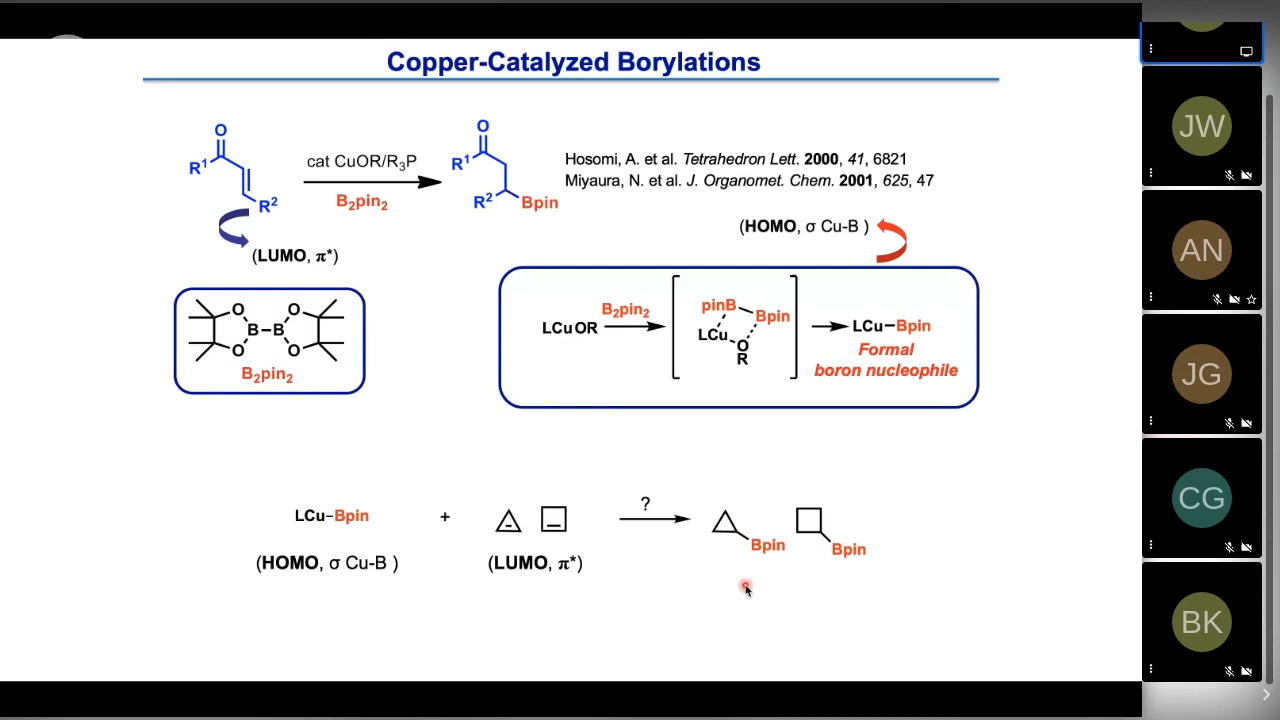 Copper-Catalyzed Borylations
O
R1
R2
cat CuOR/R3P
B2pin2
O
R1
R2
Bpin
Hosomi, A. et al. Tetrahedron Lett. 2000, 41, 6821
Miyaura, N. et al. J. Organomet. Chem. 2001, 625, 47
(LUMO, π*)
(HOMO, σ Cu-B )
O
O
B
B
O
O
B2pin2
LCuOR
B2pin2
pinB
Bpin
LCu
O
R
LCu–Bpin
Formal
boron nucleophile
LCu–Bpin
+
?
Bpin
Bpin
(HOMO, σ Cu-B )
(LUMO, π*)
JW
AN
JG
CG
BK